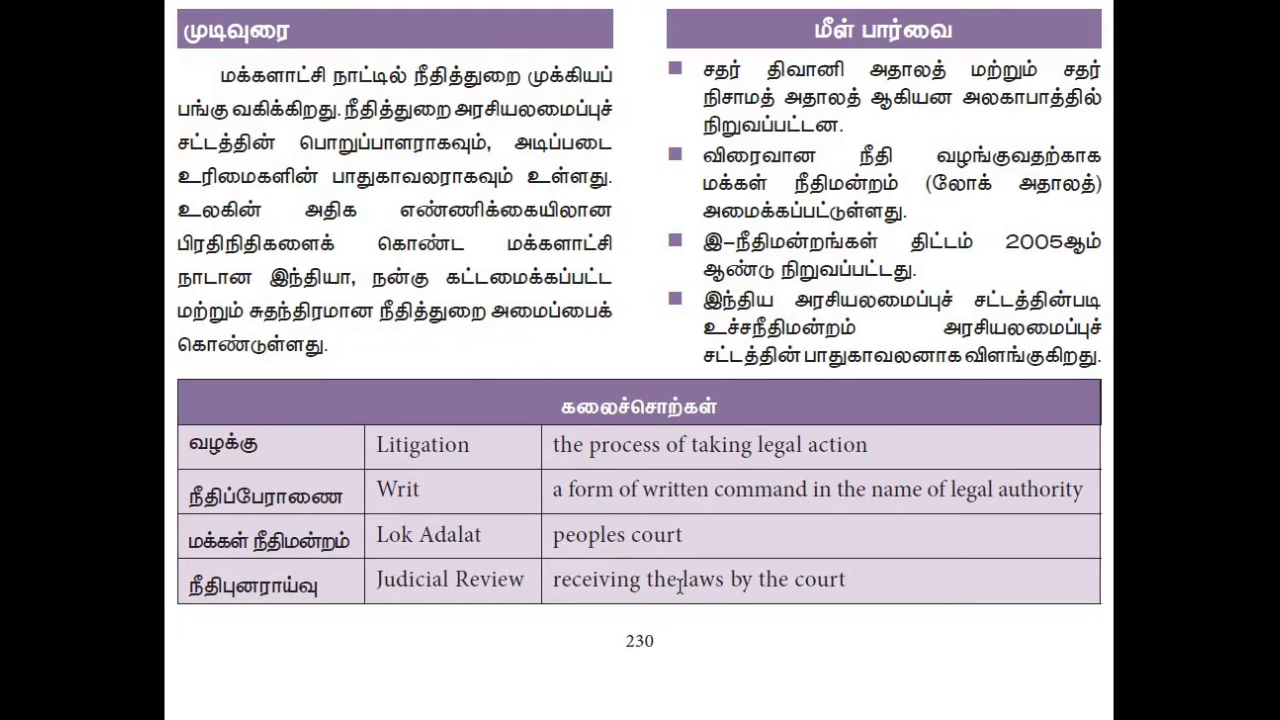 முடிவுரை
மக்களாட்சி நாட்டில் நீதித்துறை முக்கியப்
பங்கு வகிக்கிறது. நீதித்துறை அரசியலமைப்புச்
சட்டத்தின் பொறுப்பாளராகவும், அடிப்படை
உரிமைகளின் பாதுகாவலராகவும் உள்ளது.
உலகின் அதிக எண்ணிக்கையிலான
பிரதிநிதிகளைக் கொண்ட மக்களாட்சி
நாடான இந்தியா, நன்கு கட்டமைக்கப்பட்ட
மற்றும் சுதந்திரமான நீதித்துறை அமைப்பைக்
கொண்டுள்ளது.
மீள் பார்வை
சதர் திவானி அதாலத் மற்றும் சதர்
நிசாமத் அதாலத் ஆகியன அலகாபாத்தில்
நிறுவப்பட்டன.
விரைவான நீதி வழங்குவதற்காக
மக்கள் நீதிமன்றம் (லோக் அதாலத்)
அமைக்கப்பட்டுள்ளது.
இ-நீதிமன்றங்கள் திட்டம் 2005ஆம்
ஆண்டு நிறுவப்பட்டது.
இந்திய அரசியலமைப்புச் சட்டத்தின்படி
உச்சநீதிமன்றம் அரசியலமைப்புச்
சட்டத்தின் பாதுகாவலனாக விளங்குகிறது.
கலைச்சொற்கள்
வழக்கு Litigation the process of taking legal action
நீதிப்பேராணை Writ a form of written command in the name of legal authority
மக்கள் நீதிமன்றம் Lok Adalat peoples court
நீதிபுனராய்வு Judicial Review receiving the laws by the court
230